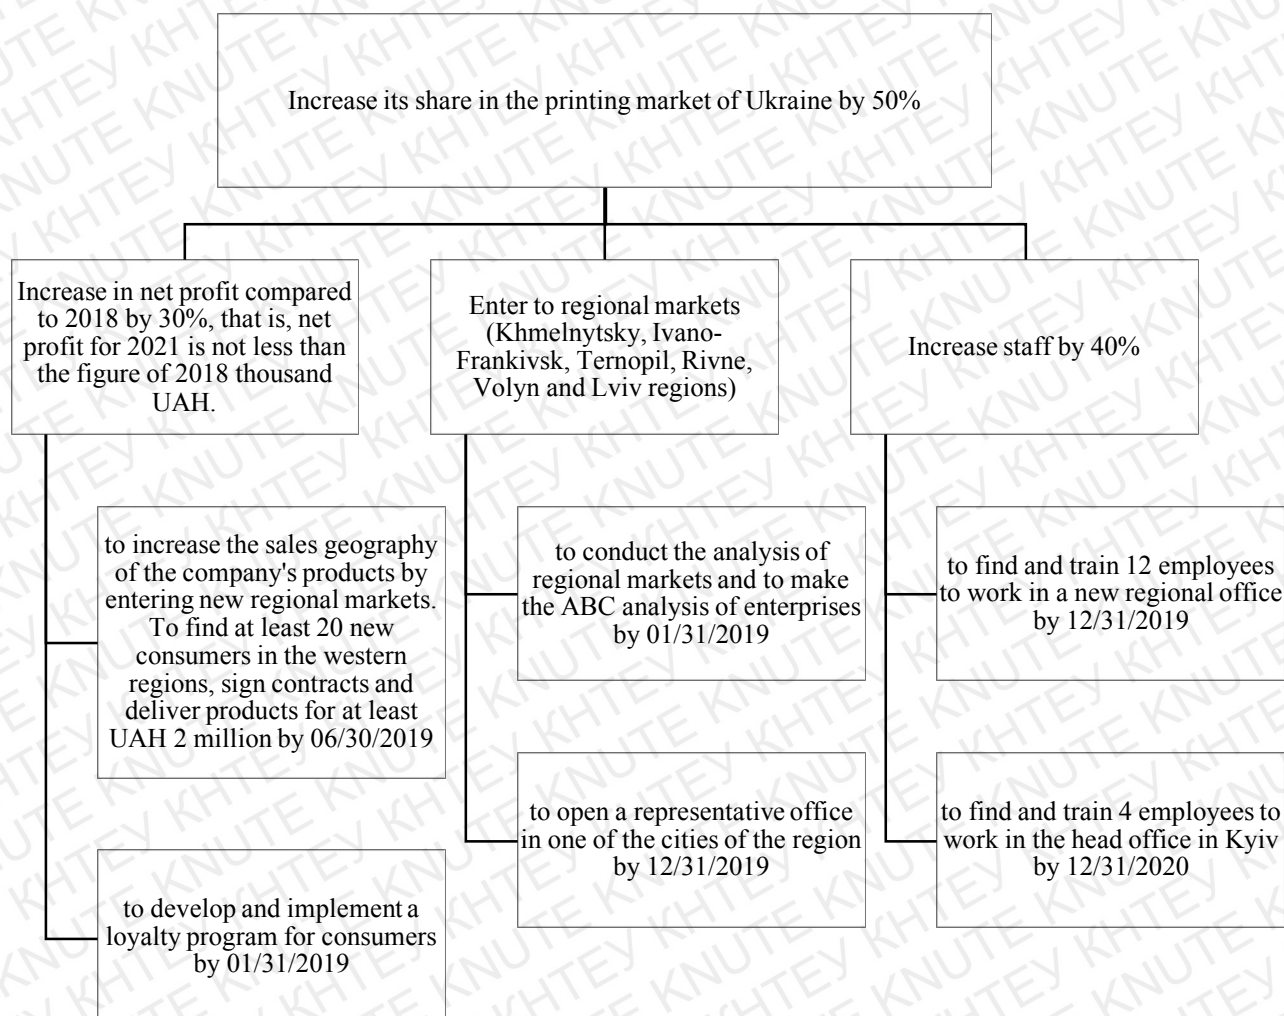 Increase its share in the printing market of Ukraine by 50%
Increase in net profit compared
to 2018 by 30%, that is, net
profit for 2021 is not less than
the figure of 2018 thousand
UAH.
Enter to regional markets
(Khmelnytsky, Ivano-
Frankivsk, Ternopil, Rivne,
Volyn and Lviv regions)
Increase staff by 40%
to increase the sales geography
of the company's products by
entering new regional markets.
To find at least 20 new
consumers in the western
regions, sign contracts and
deliver products for at least
UAH 2 million by 06/30/2019
to develop and implement a
loyalty program for consumers
by 01/31/2019
to conduct the analysis of
regional markets and to make
the ABC analysis of enterprises
by 01/31/2019
to open a representative office
in one of the cities of the region
by 12/31/2019
to find and train 12 employees
to work in a new regional office
by 12/31/2019
to find and train 4 employees to
work in the head office in Kyiv
by 12/31/2020